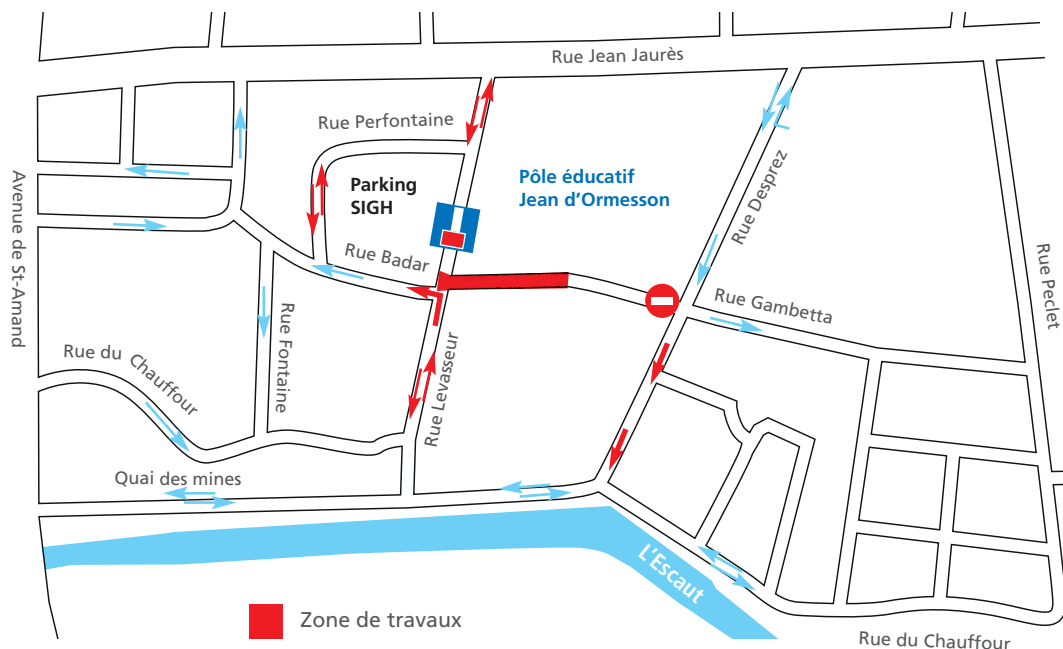 Rue Jean Jaurès
Rue Perfontaine
Parking
SIGH
Pôle éducatif
Jean d’Ormesson
Rue Desprez
Avenue de St-Amand
Rue Badar
Rue Gambetta
Rue Peclet
Rue du Chauffour
Rue Fontaine
Rue Levasseur
Quai des mines
L’Escaut
Zone de travaux
Rue du Chauffour